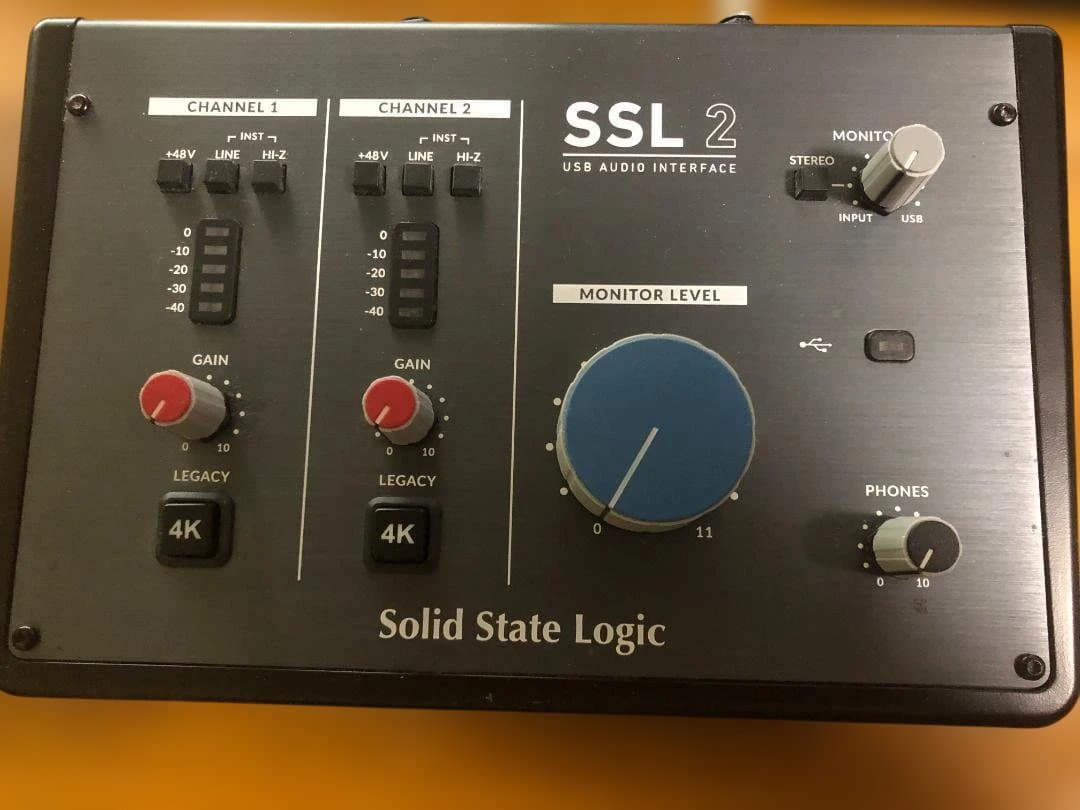 CHANNEL 1
INST
+48V LINE HI-Z
0
-10
-20
-30
-40
GAIN
0 10
LEGACY
4K
CHANNEL 2
INST
+48V LINE HI-Z
0
-10
-20
-30
-40
GAIN
0 10
LEGACY
4K
SSL 2
USB AUDIO INTERFACE
MONITO
STEREO
INPUT USB
MONITOR LEVEL
0 11
PHONES
0 10
Solid State Logic